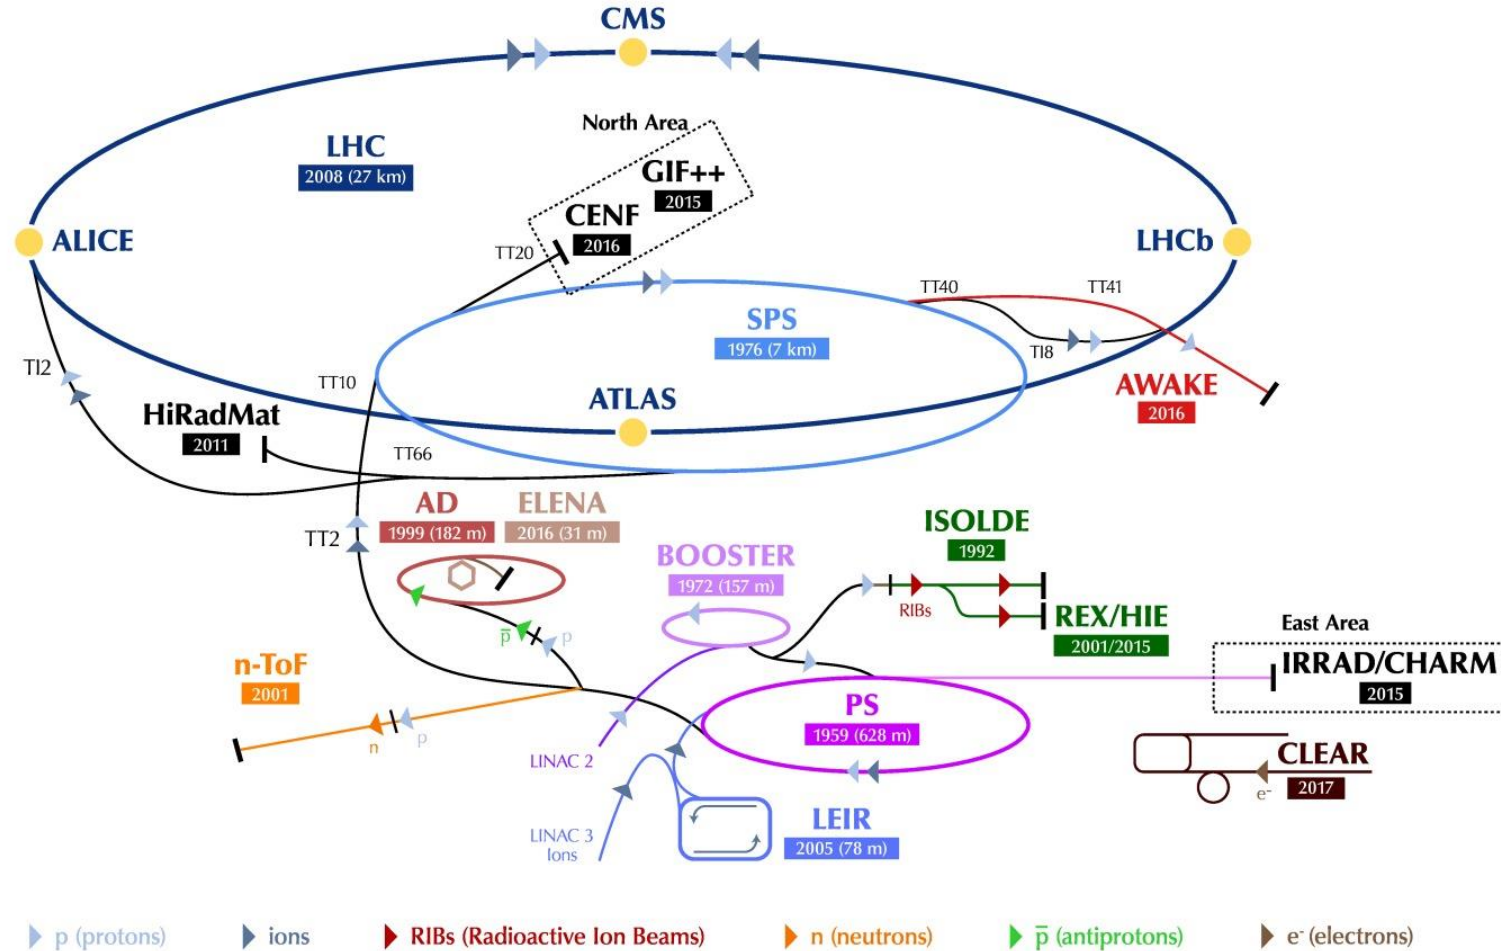 CMS
North Area
LHC
2008 (27 km)
GIF++
2015
CENF
2016
ALICE
LHCb
TT20
TT40
TT41
SPS
1976 (7 km)
TI8
TI2
TT10
AWAKE
2016
ATLAS
HiRadMat
2011
TT66
AD
1999 (182 m)
ELENA
2016 (31 m)
TT2
ISOLDE
1992
BOOSTER
1972 (157 m)
RIBs
REX/HIE
2001/2015
p̅
p
East Area
IRRAD/CHARM
2015
n-ToF
2001
n
p
PS
1959 (628 m)
LINAC 2
CLEAR
2017
e-
LINAC 3
Ions
LEIR
2005 (78 m)
p (protons)
ions
RIBs (Radioactive Ion Beams)
n (neutrons)
p̅ (antiprotons)
e- (electrons)